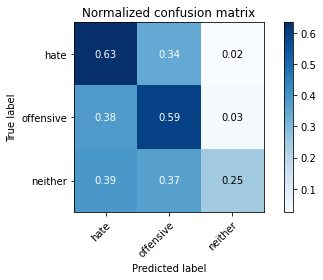 Normalized confusion matrix
True label
hate 0.63 0.34 0.02
offensive 0.38 0.59 0.03
neither 0.39 0.37 0.25
hate offensive neither
Predicted label
0.6
0.5
0.4
0.3
0.2
0.1